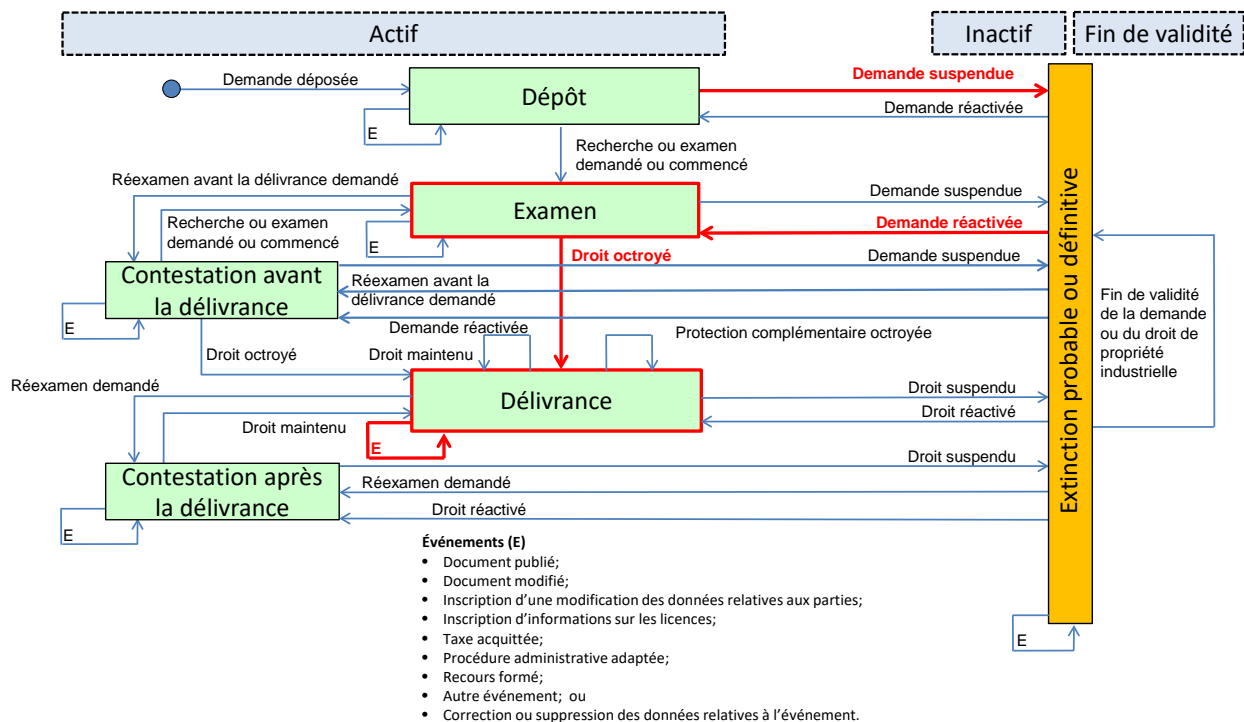 Actif
Inactif
Fin de validité
Demande déposée
Dépôt
Demande suspendue
Demande réactivée
E
Recherche ou examen
demandé ou commencé
Réexamen avant la délivrance demandé
Examen
Demande suspendue
Recherche ou examen
demandé ou commencé
E
Demande réactivée
Droit octroyé
Demande suspendue
Contestation avant
la délivrance
Réexamen avant la
délivrance demandé
E
Fin de validité
de la demande
ou du droit de
propriété
industrielle
Extinction probable ou définitive
Demande réactivée
Protection complémentaire octroyée
Droit octroyé
Droit maintenu
Réexamen demandé
Délivrance
Droit suspendu
Droit réactivé
Droit maintenu
E
Contestation après
la délivrance
Droit suspendu
Réexamen demandé
Droit réactivé
E
Événements (E)
• Document publié;
• Document modifié;
• Inscription d'une modification des données relatives aux parties;
• Inscription d'informations sur les licences;
• Taxe acquittée;
• Procédure administrative adaptée;
• Recours formé;
• Autre événement; ou
• Correction ou suppression des données relatives à l'événement.
E